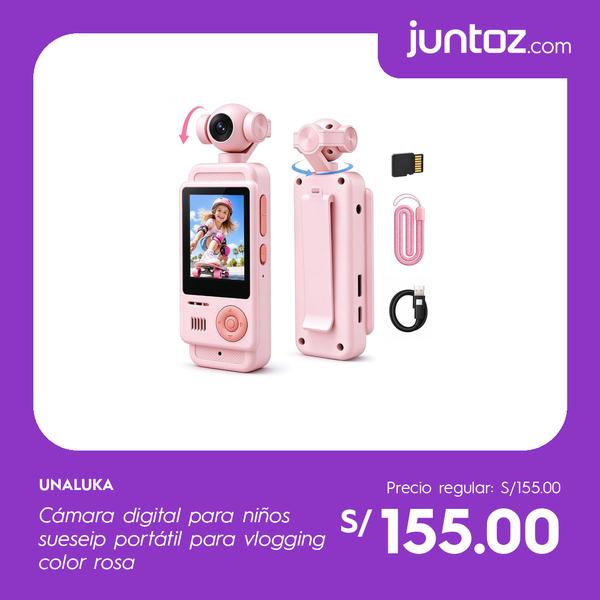 juntoz.com
UNALUKA
Cámara digital para niños
sueseip portátil para vlogging
color rosa
Precio regular: S/155.00
S/ 155.00